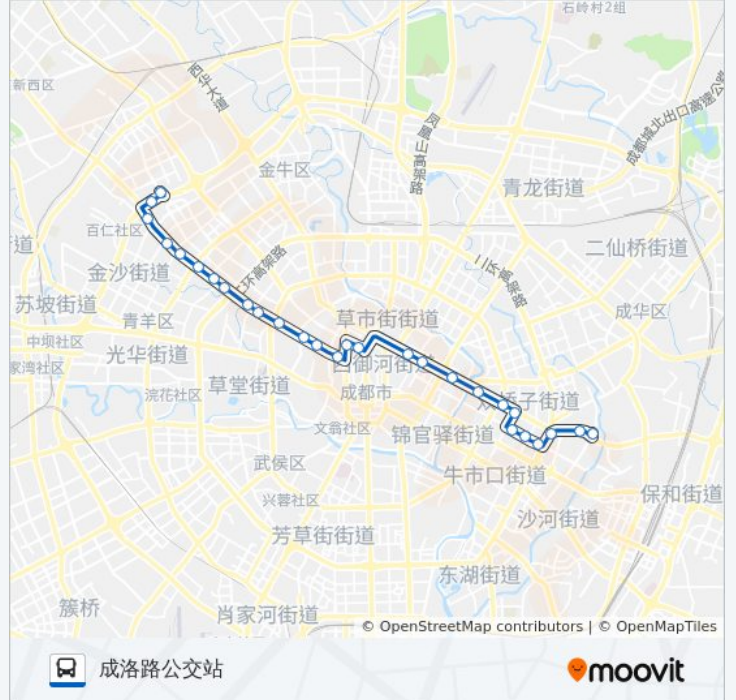 石岭村2组
西华大道
新西区
成都城北出口高速公路
凤凰山高架路
金牛区
青龙街道
百仁社区
二仙桥街道
街道
二环高架路
金沙街道
二环高架路
苏坡街道
成华区
草市街街道
青羊区
中坝社区
光华街道
家湾社区
草堂街道
成都市
浣花社区
子街道
文翁社区
锦官驿街道
武侯区
牛市口街道
保和街道
兴蓉社区
沙河街道
芳草街街道
东湖街道
簇桥
肖家河街道
© OpenStreetMap contributors | © OpenMapTiles
成洛路公交站
moovit